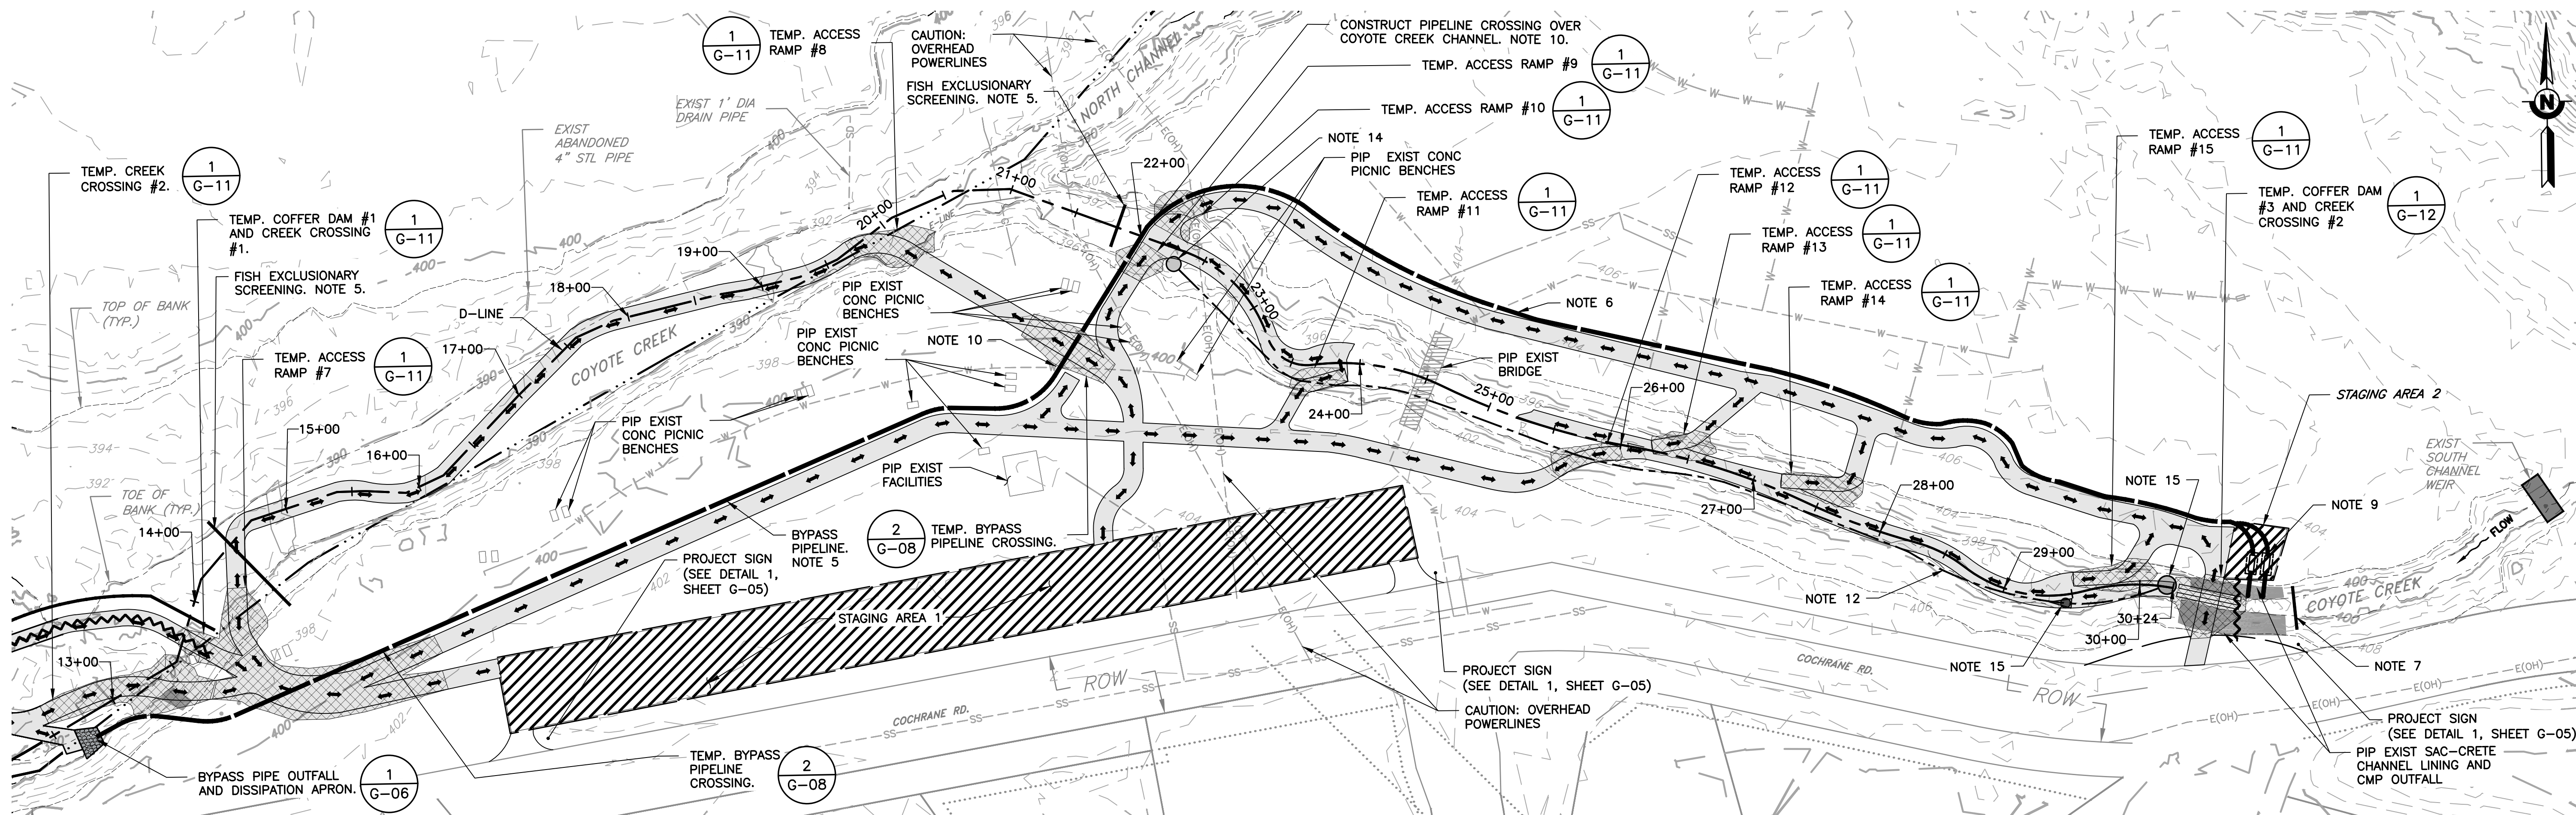 1
G-11
TEMP. ACCESS
RAMP #8
CAUTION:
OVERHEAD
POWERLINES
FISH EXCLUSIONARY
SCREENING. NOTE 5.
CONSTRUCT PIPELINE CROSSING OVER
COYOTE CREEK CHANNEL. NOTE 10.
TEMP. ACCESS RAMP #9
1
G-11
TEMP. ACCESS RAMP #10
1
G-11
NOTE 14
PIP EXIST CONC
PICNIC BENCHES
TEMP. ACCESS
RAMP #11
1
G-11
TEMP. ACCESS
RAMP #12
1
G-11
TEMP. ACCESS
RAMP #13
1
G-11
TEMP. ACCESS
RAMP #14
1
G-11
TEMP. ACCESS
RAMP #15
1
G-11
TEMP. COFFER DAM
#3 AND CREEK
CROSSING #2
1
G-12
N
NORTH CHANNEL
EXIST 1' DIA
DRAIN PIPE
EXIST
ABANDONED
4" STL PIPE
TEMP. CREEK
CROSSING #2.
1
G-11
TEMP. COFFER DAM #1
AND CREEK CROSSING
#1.
1
G-11
FISH EXCLUSIONARY
SCREENING. NOTE 5.
TOP OF BANK
(TYP.)
D-LINE
TEMP. ACCESS
RAMP #7
1
G-11
TOE OF
BANK (TYP.)
COYOTE CREEK
E-LINE
13+00
14+00
15+00
16+00
17+00
18+00
19+00
20+00
21+00
22+00
23+00
24+00
25+00
26+00
27+00
28+00
29+00
30+00
30+24
PIP EXIST
CONC PICNIC
BENCHES
PIP EXIST
CONC PICNIC
BENCHES
PIP EXIST
CONC PICNIC
BENCHES
NOTE 10
NOTE 6
PIP EXIST
BRIDGE
PIP EXIST
FACILITIES
BYPASS
PIPELINE.
NOTE 5
2
G-08
TEMP. BYPASS
PIPELINE CROSSING.
PROJECT SIGN
(SEE DETAIL 1,
SHEET G-05)
STAGING AREA 1
STAGING AREA 2
EXIST
SOUTH
CHANNEL
WEIR
NOTE 15
NOTE 9
FLOW
COYOTE CREEK
NOTE 12
NOTE 15
NOTE 7
COCHRANE RD.
ROW
COCHRANE RD.
ROW
PROJECT SIGN
(SEE DETAIL 1, SHEET G-05)
CAUTION: OVERHEAD
POWERLINES
PROJECT SIGN
(SEE DETAIL 1, SHEET G-05)
PIP EXIST SAC-CRETE
CHANNEL LINING AND
CMP OUTFALL
BYPASS PIPE OUTFALL
AND DISSIPATION APRON.
1
G-06
TEMP. BYPASS
PIPELINE
CROSSING.
2
G-08